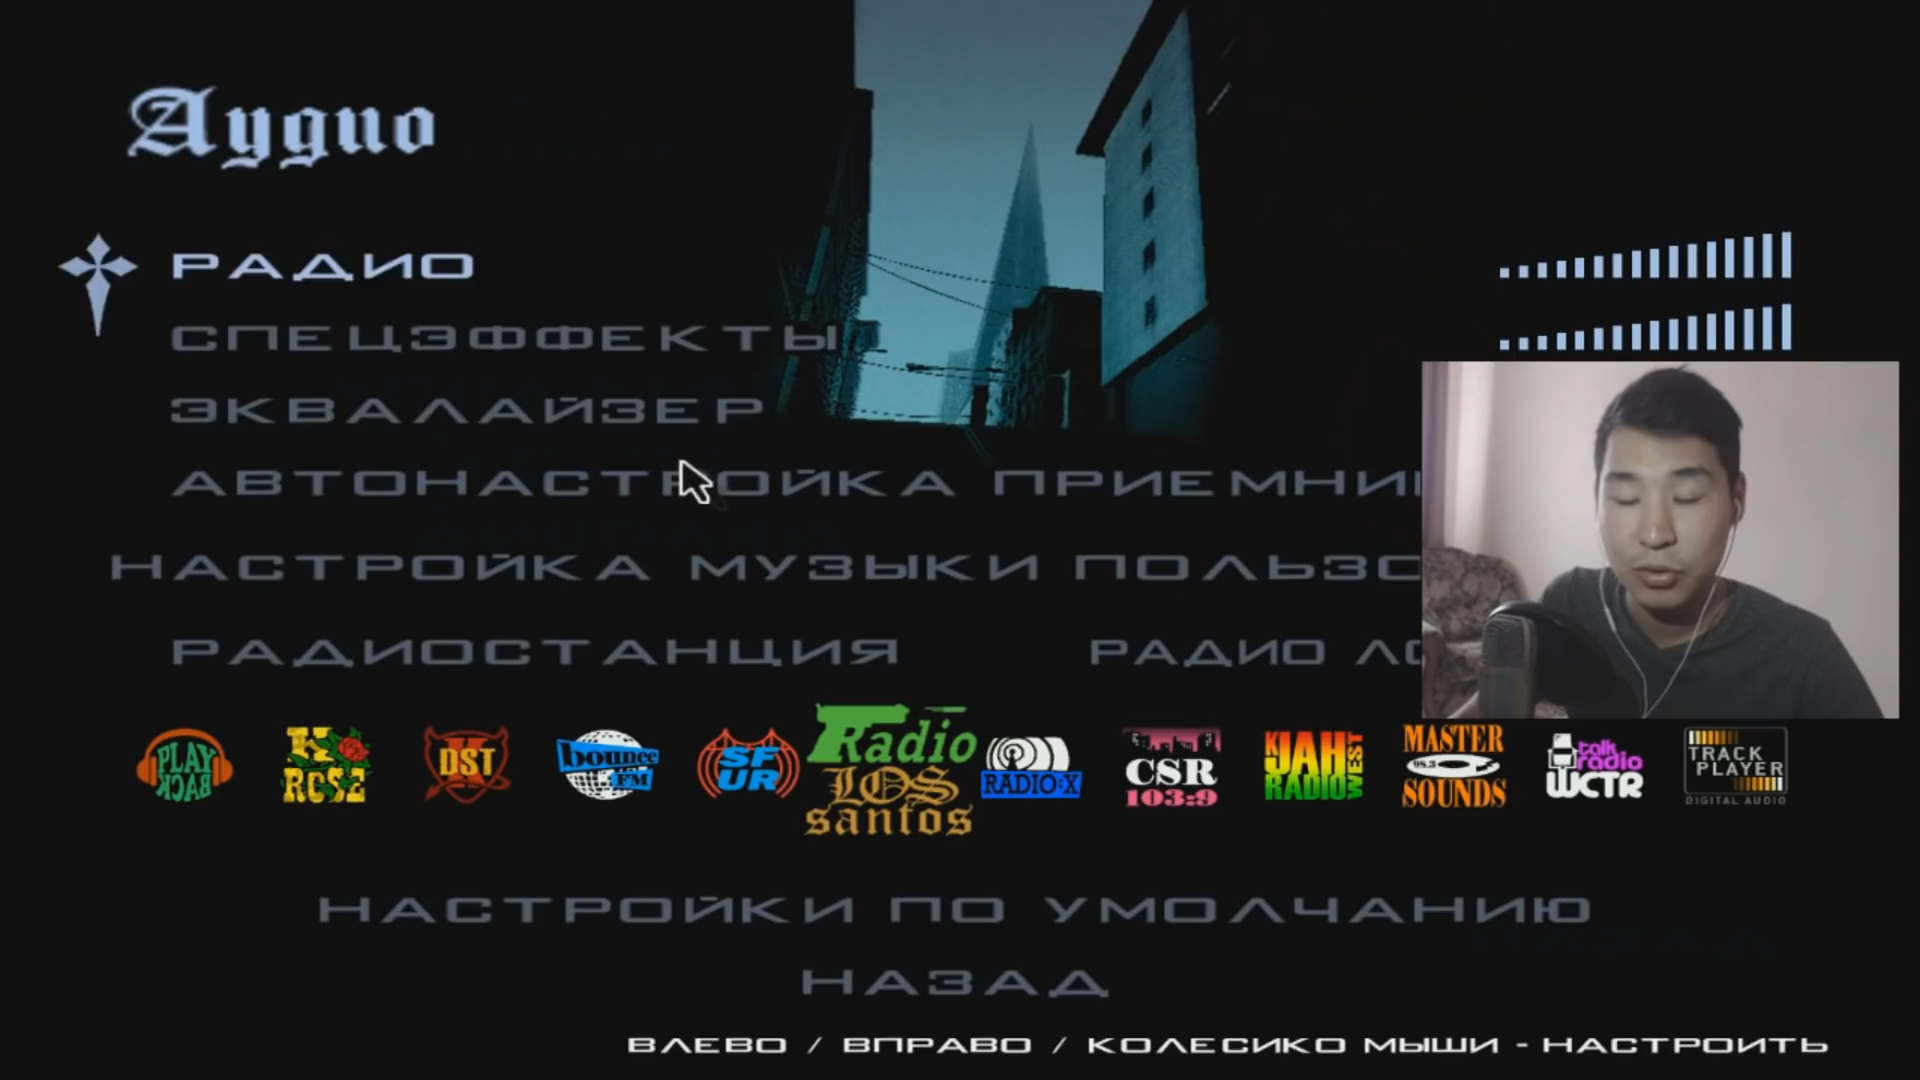 Аудио
РАДИО
СПЕЦЭФФЕКТЫ
ЭКВАЛАЙЗЕР
АВТОНАСТРОЙКА
НАСТРОЙКА МУЗЫКИ
РАДИОСТАНЦИЯ РАДИО
PLAY BACK
K ROSE
K DST
bounce FM
SF UR
Radio LOS santos
RADIO:X
CSR 103:9
K JAH RADIO WEST
MASTER 98.3 SOUNDS
talk radio WCTR
TRACK PLAYER DIGITAL AUDIO
НАСТРОЙКИ ПО УМОЛЧАНИЮ
НАЗАД
ВЛЕВО / ВПРАВО / КОЛЕСИКО МЫШИ - НАСТРОИТЬ